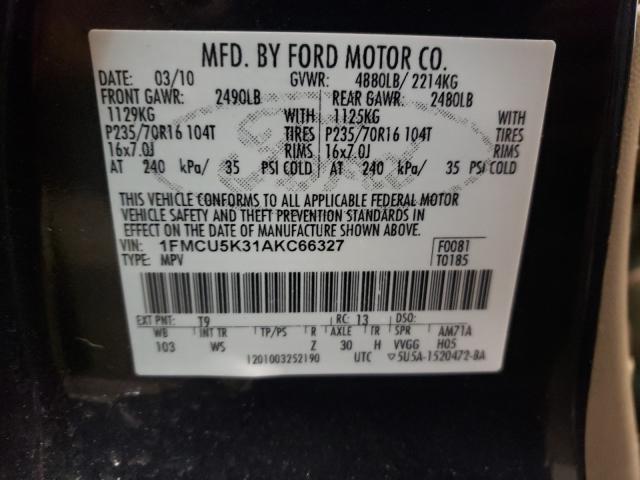 MFD. BY FORD MOTOR CO.
DATE: 03/10 GVWR: 4880LB/ 2214KG
FRONT GAWR: 2490LB REAR GAWR: 2480LB
1129KG WITH 1125KG WITH
P235/70R16 104T TIRES P235/70R16 104T TIRES
16x7.0J RIMS 16x7.0J RIMS
AT 240 kPa/ 35 PSI COLD AT 240 kPa/ 35 PSI COLD
THIS VEHICLE CONFORMS TO ALL APPLICABLE FEDERAL MOTOR
VEHICLE SAFETY AND THEFT PREVENTION STANDARDS IN
EFFECT ON THE DATE OF MANUFACTURE SHOWN ABOVE.
VIN: 1FMCU5K31AKC66327 F0081
TYPE: MPV T0185
EXT PNT: T9 RC: 13 DSO:
WB INT TR TP/PS R AXLE TR SPR AM71A
103 WS Z 30 H VVGG H05
1201003252190 UTC 5U5A-1520472-BA
Ford